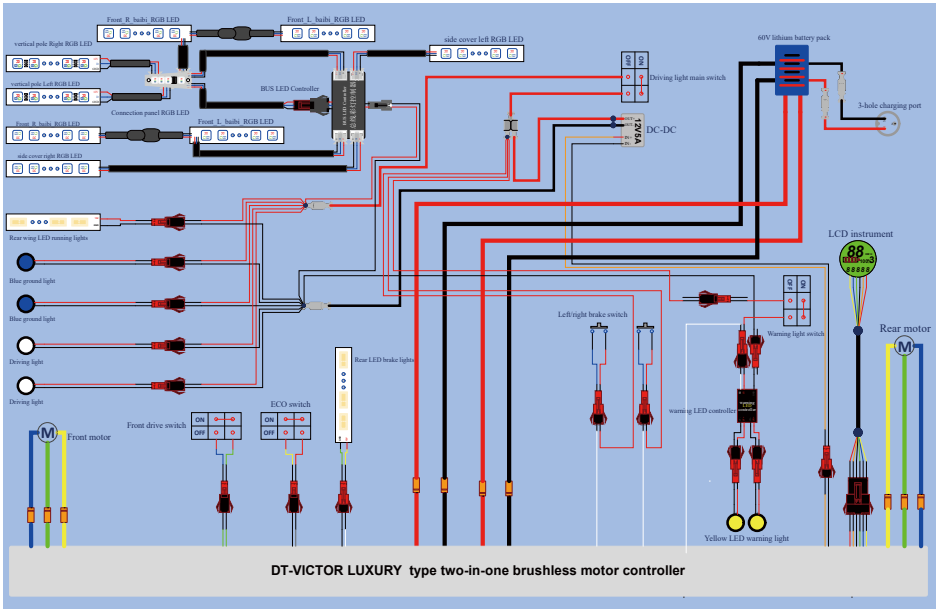 Front_R_baibi_RGB LED
Front_L_baibi_RGB LED
vertical pole Right RGB LED
side cover left RGB LED
60V lithium battery pack
OFF
ON
Driving light main switch
vertical pole Left RGB LED
BUS LED Controller
BUS LED Controller
Connection panel RGB LED
3-hole charging port
12V5A
DC-DC
Front_R_baibi_RGB LED
Front_L_baibi_RGB LED
side cover right RGB LED
Rear wing LED running lights
LCD instrument
88
3
88888
Blue ground light
OFF
ON
Blue ground light
Left/right brake switch
Warning light switch
Rear motor
M
Driving light
Rear LED brake lights
Driving light
warning LED controller
ECO switch
Front drive switch
ON
OFF
ON
OFF
M
Front motor
Yellow LED warning light
DT-VICTOR LUXURY type two-in-one brushless motor controller